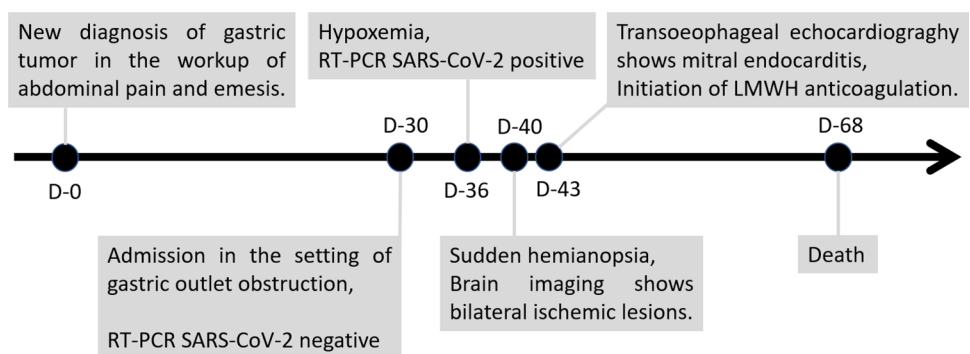 New diagnosis of gastric
tumor in the workup of
abdominal pain and emesis.
Hypoxemia,
RT-PCR SARS-CoV-2 positive
Transoephageal echocardiograghy
shows mitral endocarditis,
Initiation of LMWH anticoagulation.
D-30
D-40
D-68
D-0
D-36
D-43
Admission in the setting of
gastric outlet obstruction,
RT-PCR SARS-CoV-2 negative
Sudden hemianopsia,
Brain imaging shows
bilateral ischemic lesions.
Death